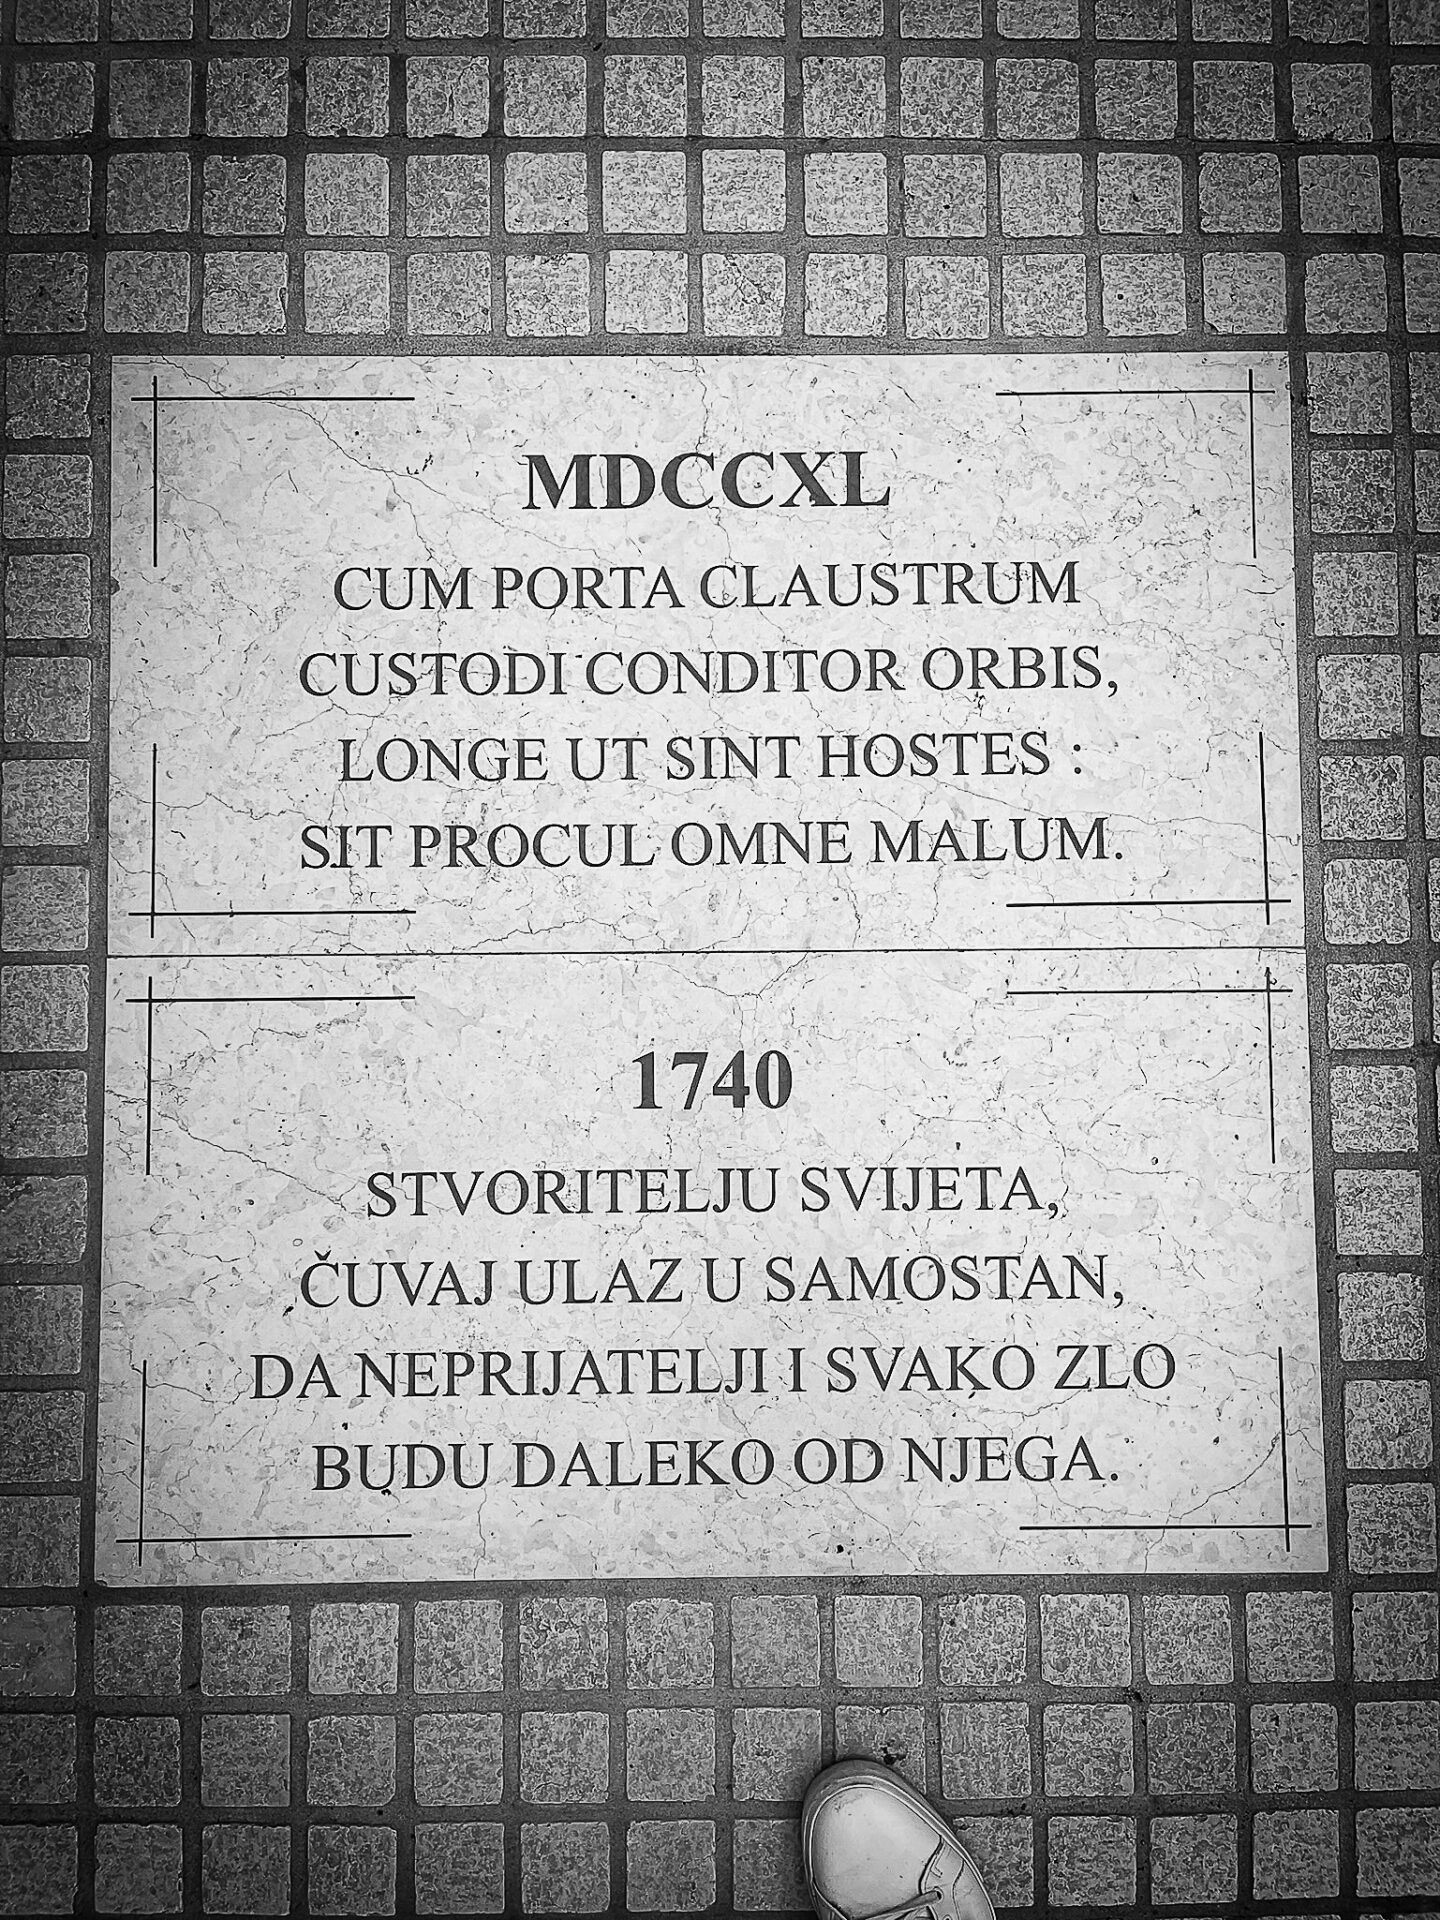 MDCCXL
CUM PORTA CLAUSTRUM
CUSTODI CONDITOR ORBIS,
LONGE UT SINT HOSTES :
SIT PROCUL OMNE MALUM.
1740
STVORITELJU SVIJETA,
ČUVAJ ULAZ U SAMOSTAN,
DA NEPRIJATELJI I SVAKO ZLO
BUDU DALEKO OD NJEGA.